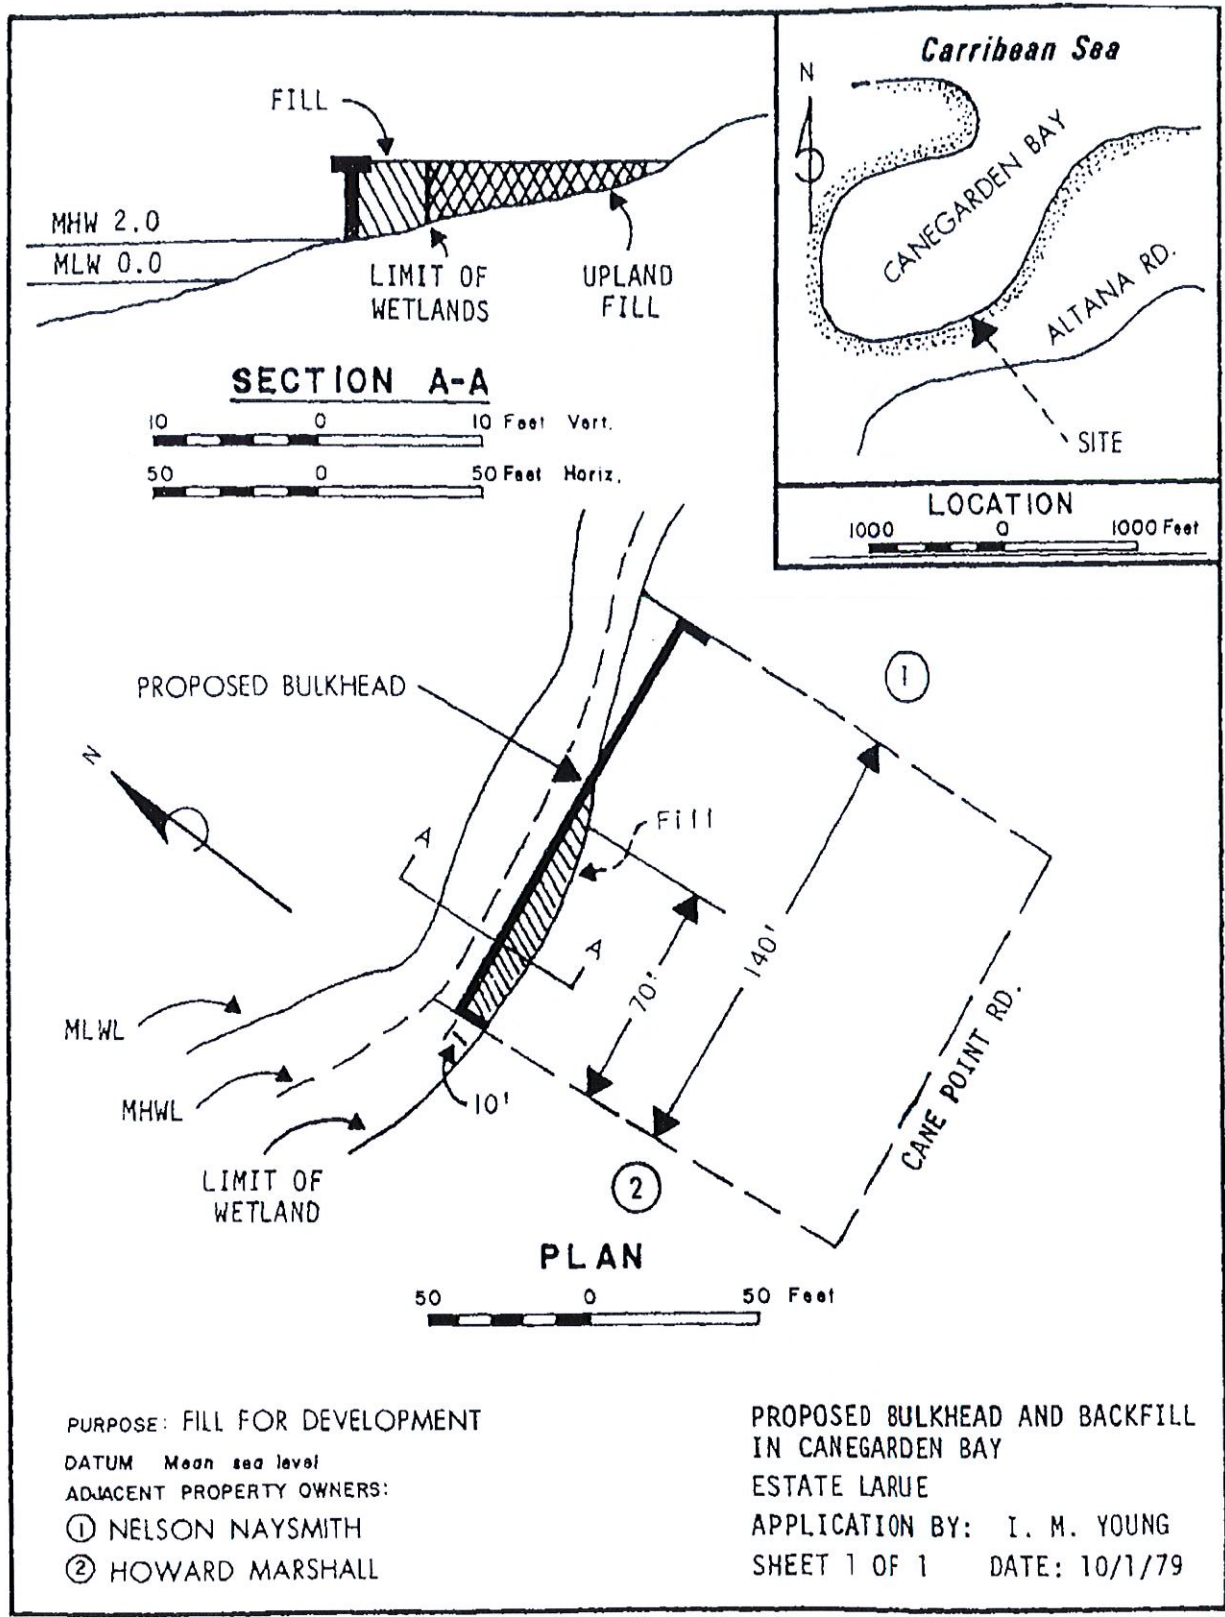 FILL
MHW 2.0
MLW 0.0
LIMIT OF
WETLANDS
UPLAND
FILL
SECTION A-A
10 0 10 Feet Vert.
50 0 50 Feet Horiz.
Carribean Sea
N
CANEGARDEN BAY
ALTANA RD.
SITE
LOCATION
1000 0 1000 Feet
PROPOSED BULKHEAD
1
N
A
Fill
A
140'
70'
MLWL
MHWL
10'
LIMIT OF
WETLAND
CANE POINT RD.
2
PLAN
50 0 50 Feet
PURPOSE: FILL FOR DEVELOPMENT
DATUM Mean sea level
ADJACENT PROPERTY OWNERS:
1 NELSON NAYSMITH
2 HOWARD MARSHALL
PROPOSED BULKHEAD AND BACKFILL
IN CANEGARDEN BAY
ESTATE LARUE
APPLICATION BY: I. M. YOUNG
SHEET 1 OF 1 DATE: 10/1/79